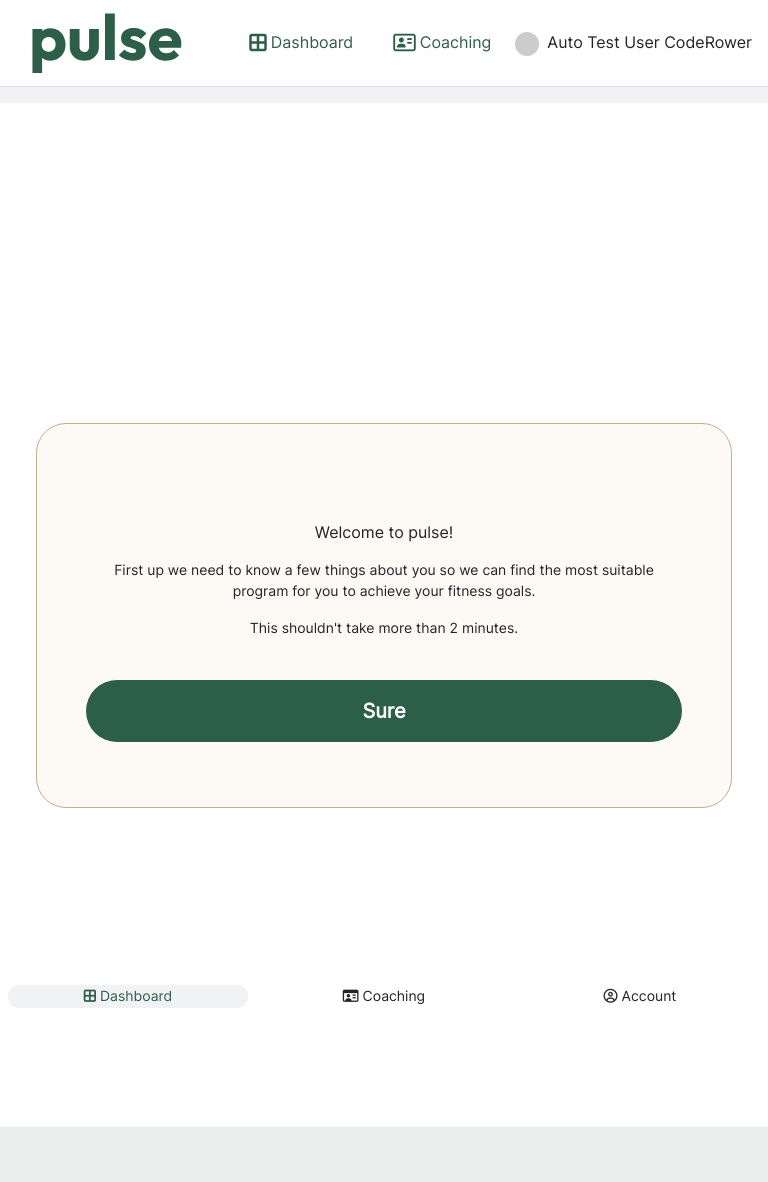 pulse
Dashboard
Coaching
Auto Test User CodeRower
Welcome to pulse!
First up we need to know a few things about you so we can find the most suitable
program for you to achieve your fitness goals.
This shouldn't take more than 2 minutes.
Sure
Dashboard
Coaching
Account